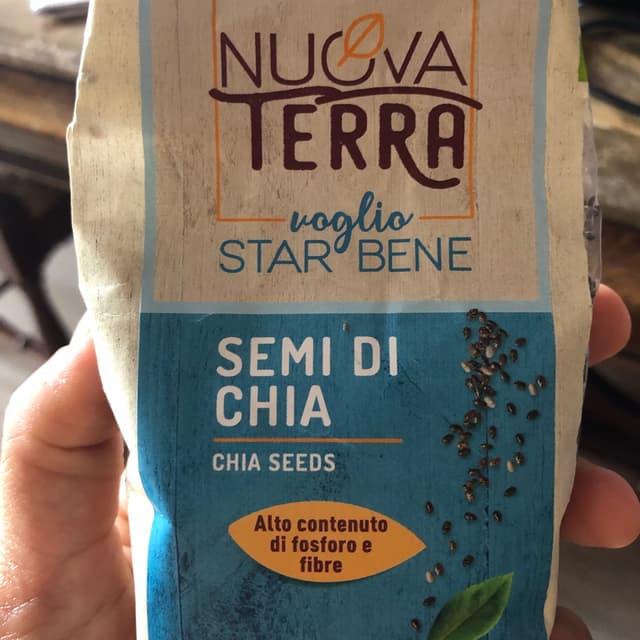 NUOVA
TERRA
voglio
STAR BENE
SEMI DI
CHIA
CHIA SEEDS
Alto contenuto
di fosforo e
fibre